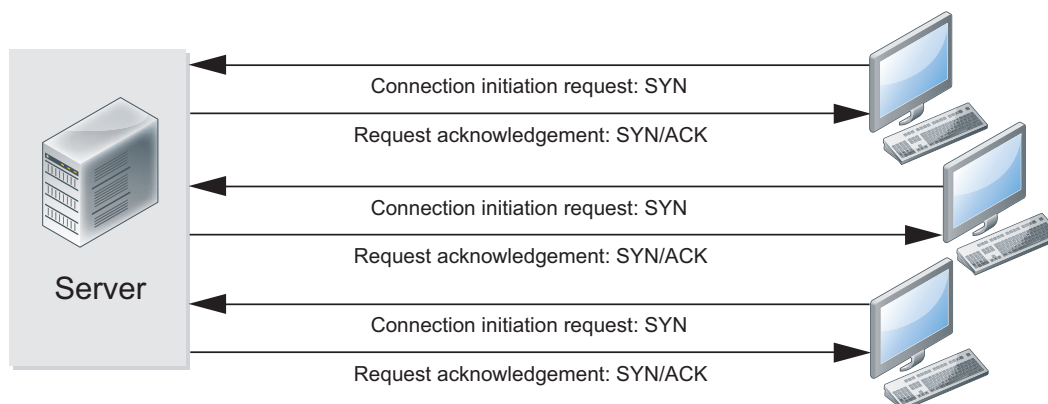 Connection initiation request: SYN
Request acknowledgement: SYN/ACK
Connection initiation request: SYN
Request acknowledgement: SYN/ACK
Server
Connection initiation request: SYN
Request acknowledgement: SYN/ACK